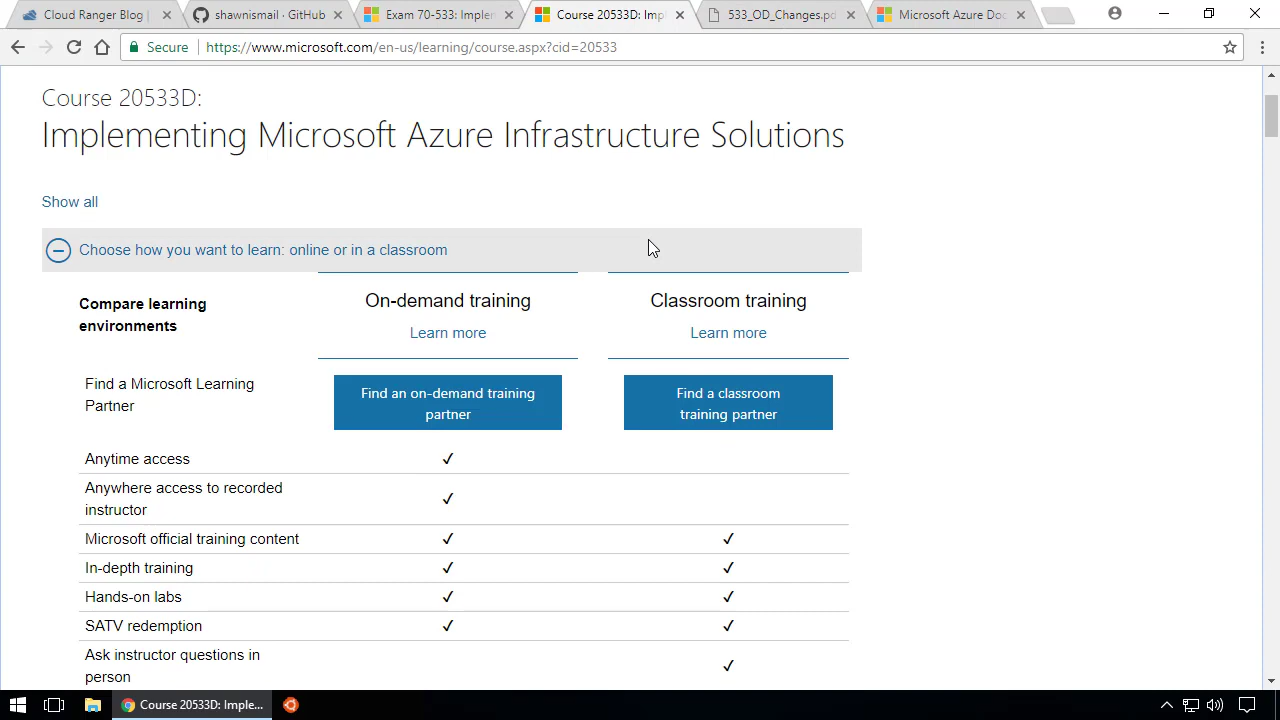 Cloud Ranger Blog |
shawnismail · GitHub
Exam 70-533: Implem
Course 20533D: Impl
533_OD_Changes.pd
Microsoft Azure Doc
Secure
https://www.microsoft.com/en-us/learning/course.aspx?cid=20533
Course 20533D:
Implementing Microsoft Azure Infrastructure Solutions
Show all
Choose how you want to learn: online or in a classroom
Compare learning
environments
On-demand training
Learn more
Classroom training
Learn more
Find a Microsoft Learning
Partner
Find an on-demand training
partner
Find a classroom
training partner
Anytime access
Anywhere access to recorded
instructor
Microsoft official training content
In-depth training
Hands-on labs
SATV redemption
Ask instructor questions in
person
Course 20533D: Imple...